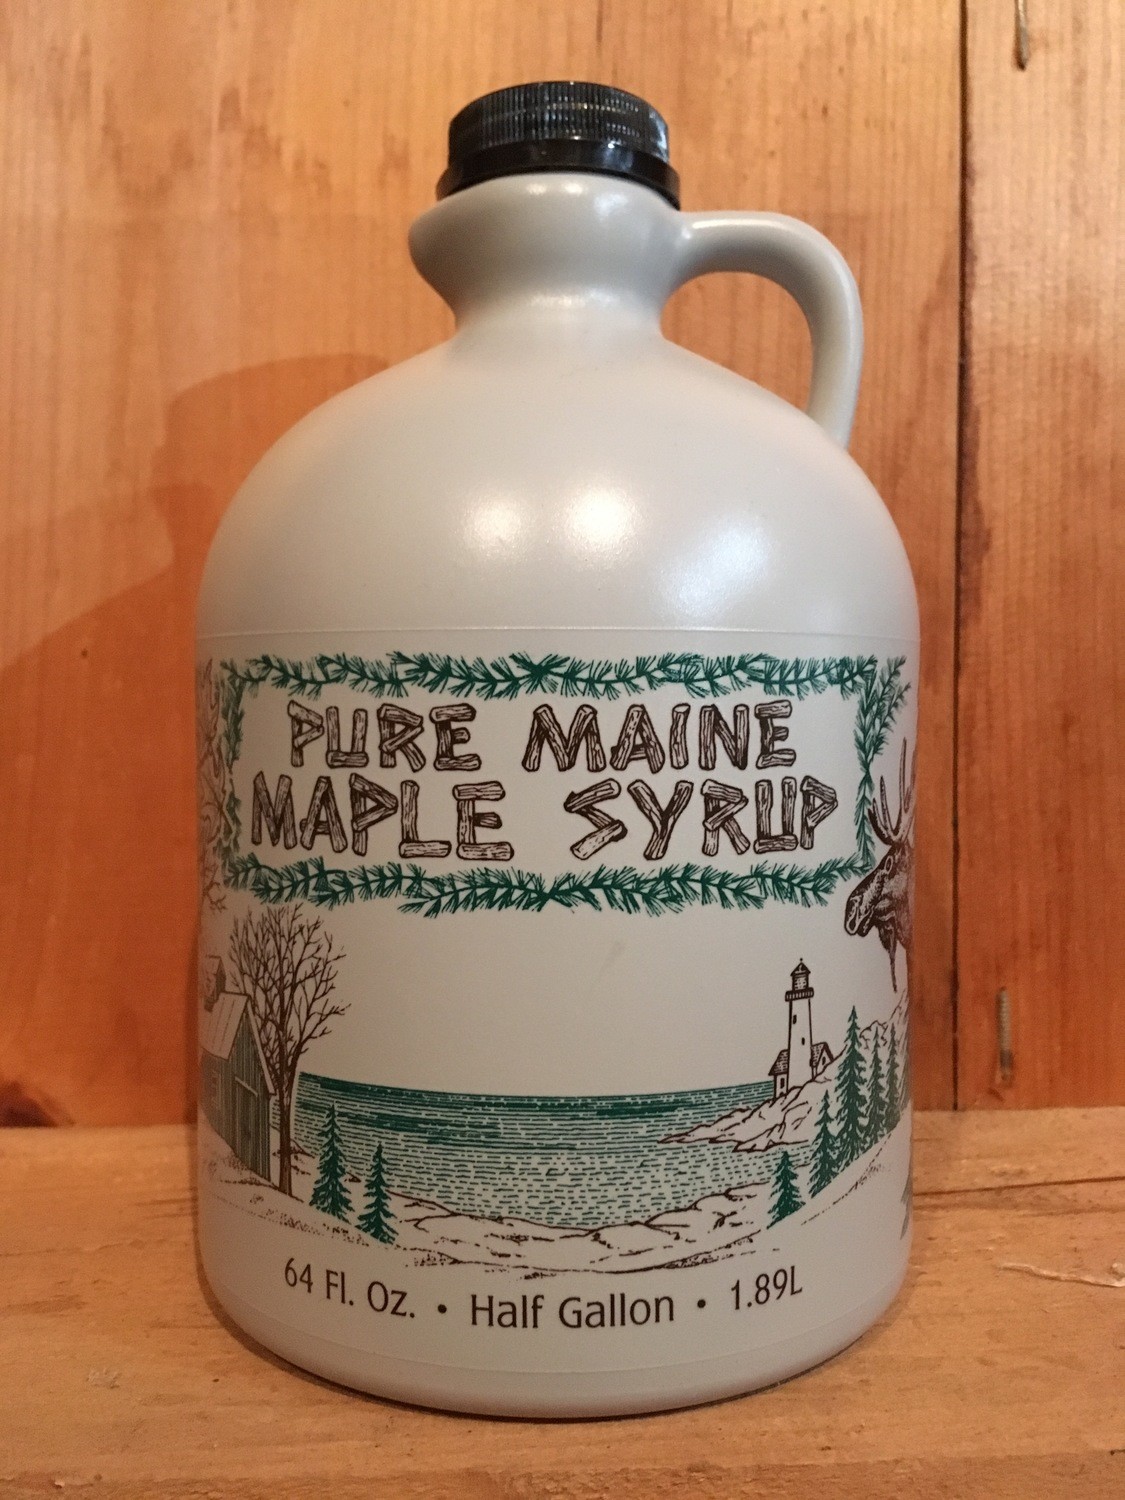 PURE MAINE
MAPLE SYRUP
64 Fl. Oz. • Half Gallon • 1.89L